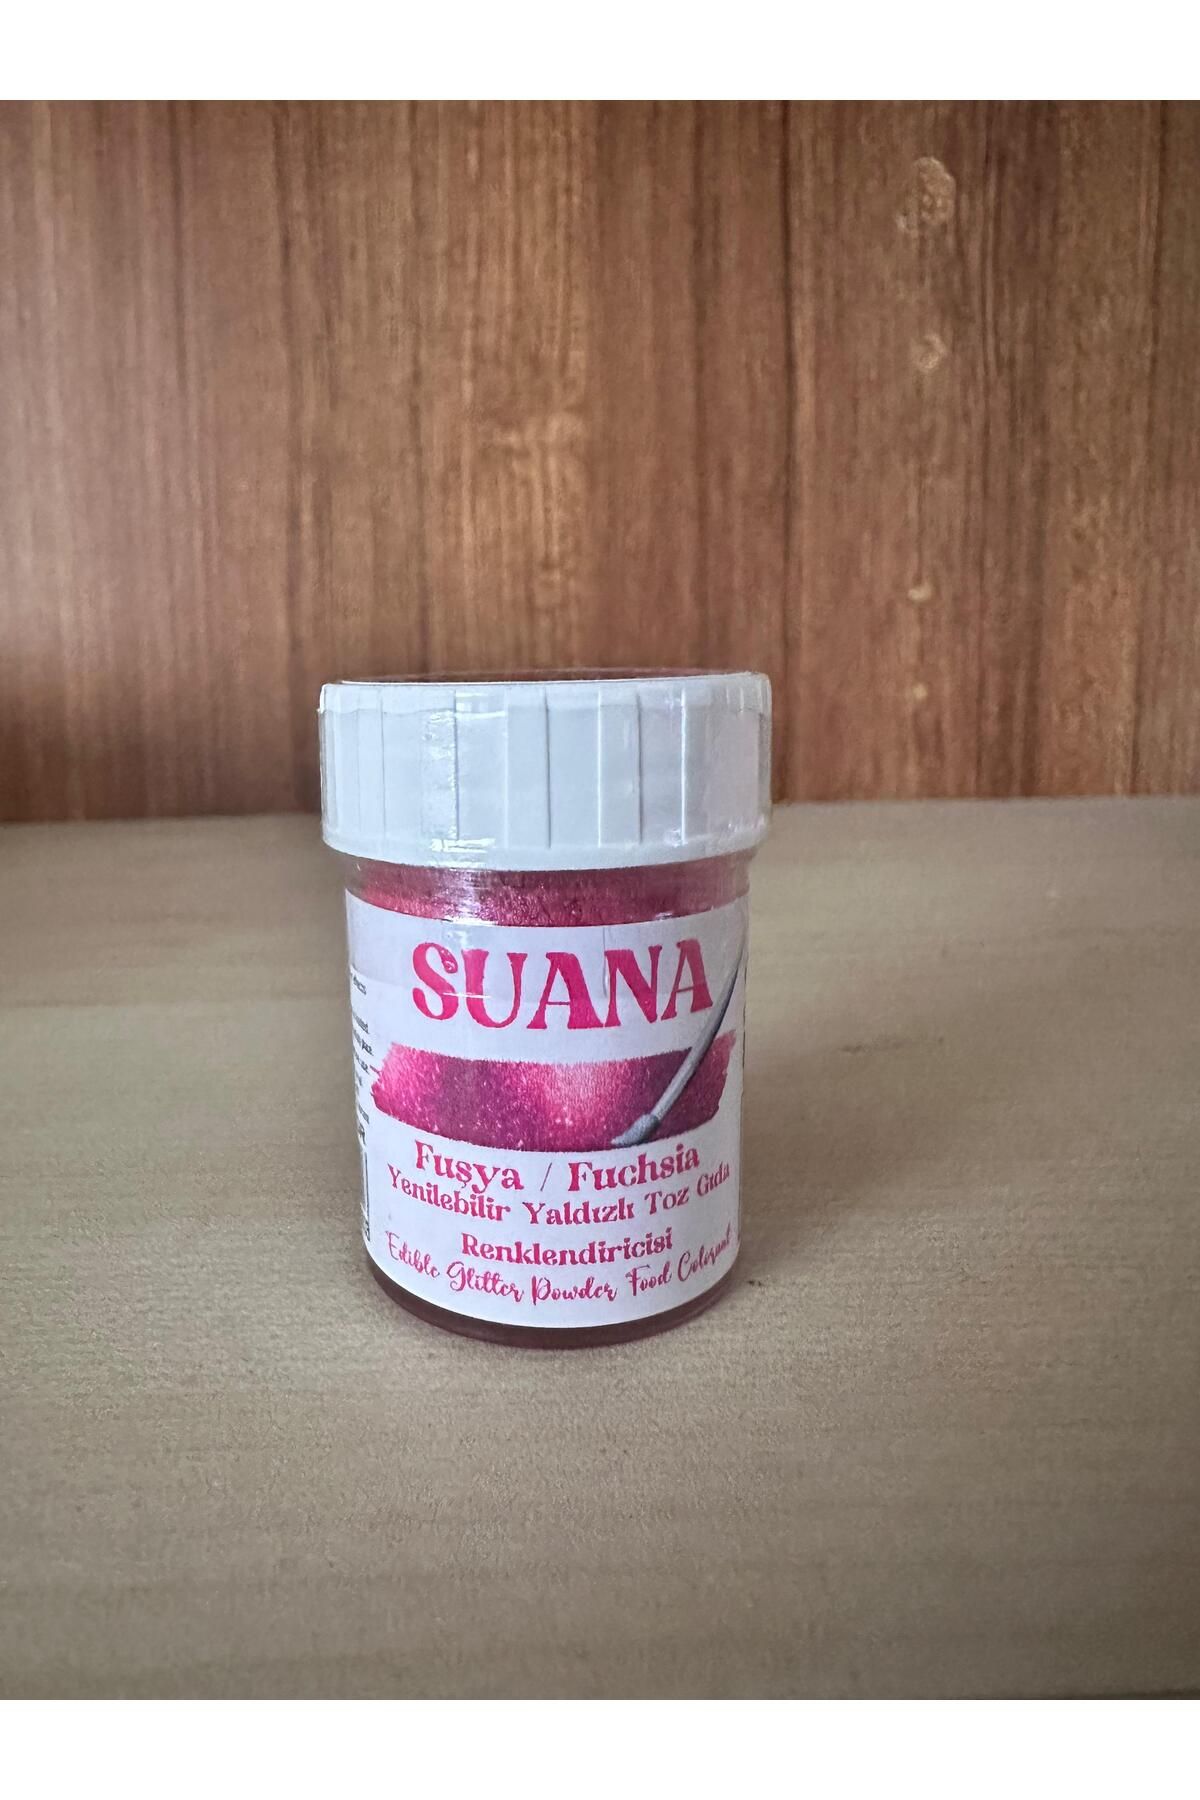 SUANA
Fuşya / Fuchsia
Yenilebilir Yaldızlı Toz Gıda
Renklendiricisi
Edible Glitter Powder Food Colorant